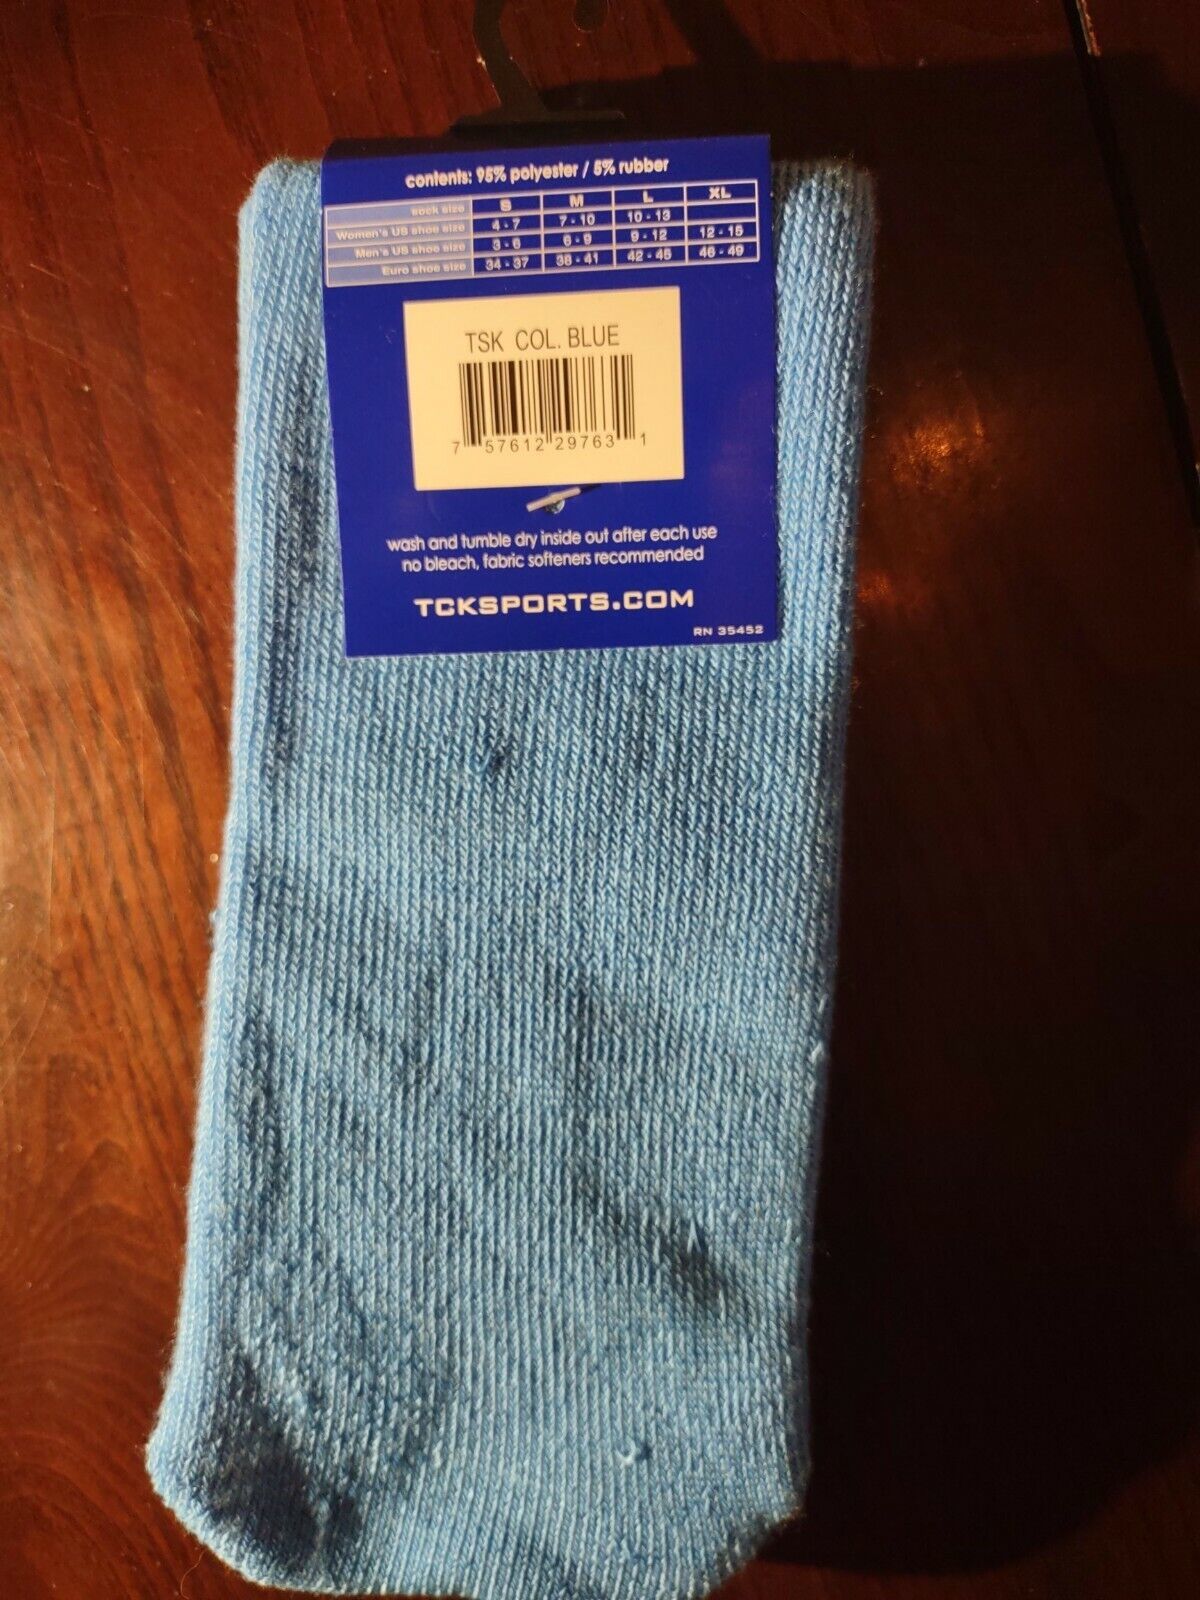 contents: 95% polyester / 5% rubber
sock size S M L XL
Women's US shoe size 4 - 7 7 - 10 10 - 13
Men's US shoe size 3 - 6 6 - 9 9 - 12 12 - 15
Euro shoe size 34 - 37 38 - 41 42 - 45 46 - 49
TSK COL. BLUE
7 57612 29763 1
wash and tumble dry inside out after each use
no bleach, fabric softeners recommended
TCKSPORTS.COM
RN 35452